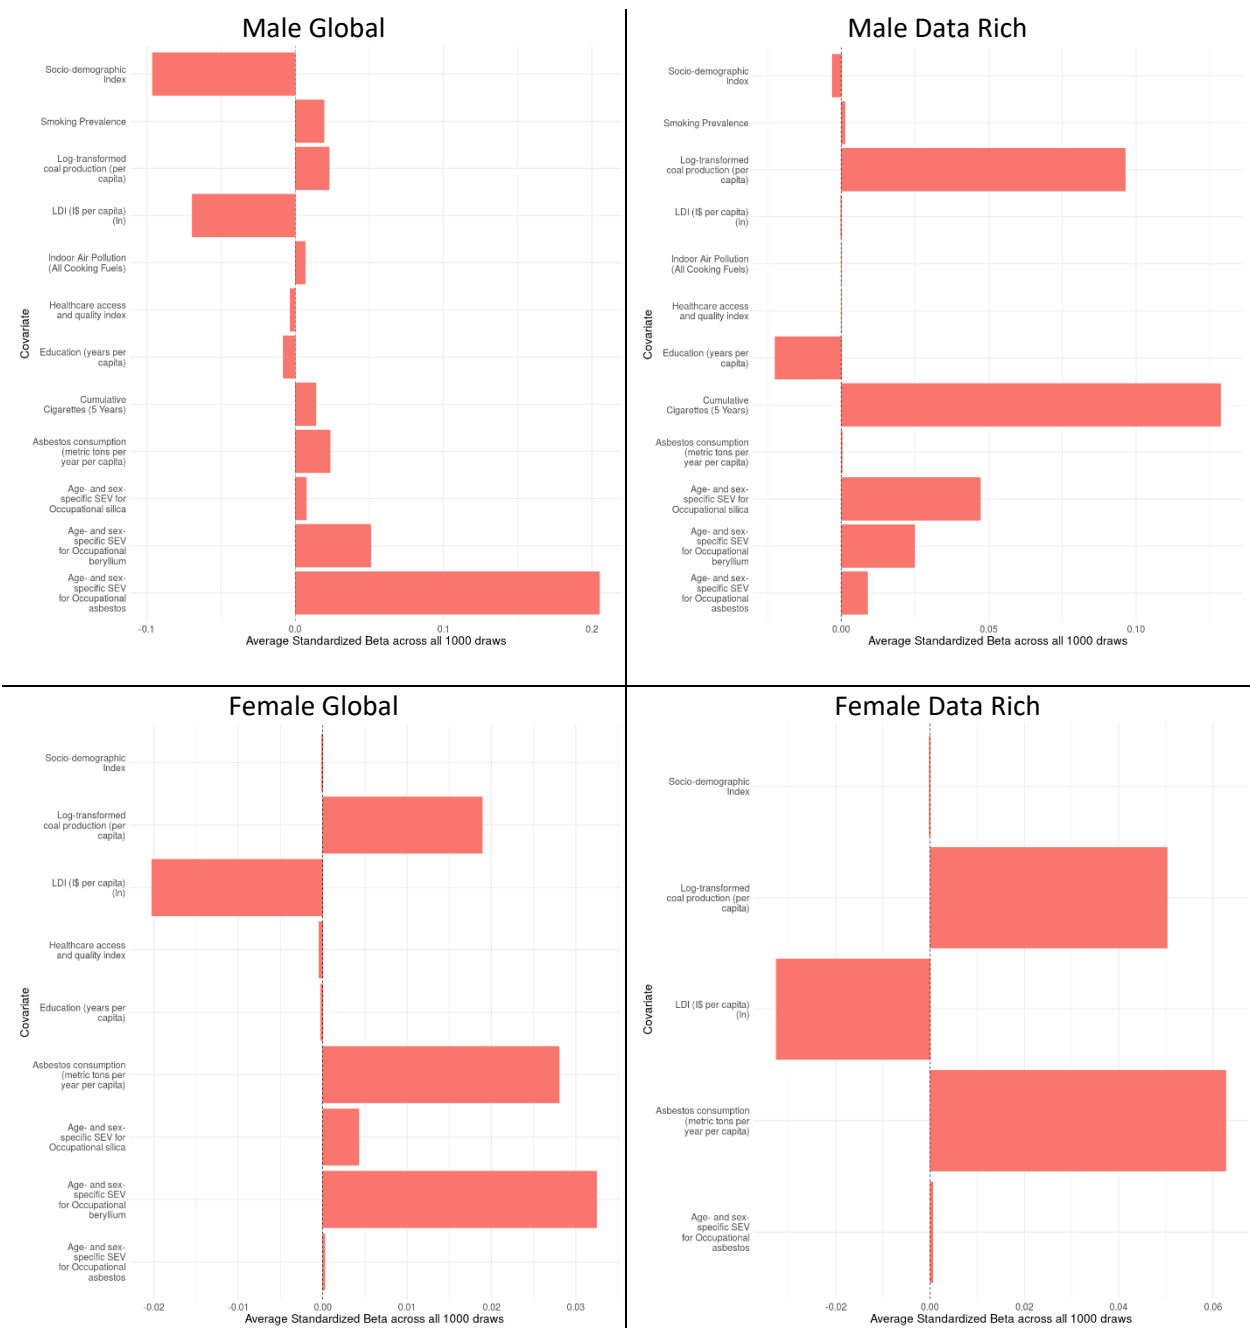 Male Global
Socio-demographic
Index
Smoking Prevalence
Log-transformed
coal production (per
capita)
LDI (I$ per capita)
(ln)
Indoor Air Pollution
(All Cooking Fuels)
Healthcare access
and quality index
Education (years per
capita)
Cumulative
Cigarettes (5 Years)
Asbestos consumption
(metric tons per
year per capita)
Age- and sex-
specific SEV for
Occupational silica
Age- and sex-
specific SEV
for Occupational
beryllium
Age- and sex-
specific SEV
for Occupational
asbestos
Covariate
-0.1 0.0 0.1 0.2
Average Standardized Beta across all 1000 draws
Male Data Rich
Socio-demographic
Index
Smoking Prevalence
Log-transformed
coal production (per
capita)
LDI (I$ per capita)
(ln)
Indoor Air Pollution
(All Cooking Fuels)
Healthcare access
and quality index
Education (years per
capita)
Cumulative
Cigarettes (5 Years)
Asbestos consumption
(metric tons per
year per capita)
Age- and sex-
specific SEV for
Occupational silica
Age- and sex-
specific SEV
for Occupational
beryllium
Age- and sex-
specific SEV
for Occupational
asbestos
Covariate
0.00 0.05 0.10
Average Standardized Beta across all 1000 draws
Female Global
Socio-demographic
Index
Log-transformed
coal production (per
capita)
LDI (I$ per capita)
(ln)
Healthcare access
and quality index
Education (years per
capita)
Asbestos consumption
(metric tons per
year per capita)
Age- and sex-
specific SEV for
Occupational silica
Age- and sex-
specific SEV
for Occupational
beryllium
Age- and sex-
specific SEV
for Occupational
asbestos
Covariate
-0.02 -0.01 0.00 0.01 0.02 0.03
Average Standardized Beta across all 1000 draws
Female Data Rich
Socio-demographic
Index
Log-transformed
coal production (per
capita)
LDI (I$ per capita)
(ln)
Asbestos consumption
(metric tons per
year per capita)
Age- and sex-
specific SEV
for Occupational
asbestos
Covariate
-0.02 0.00 0.02 0.04 0.06
Average Standardized Beta across all 1000 draws